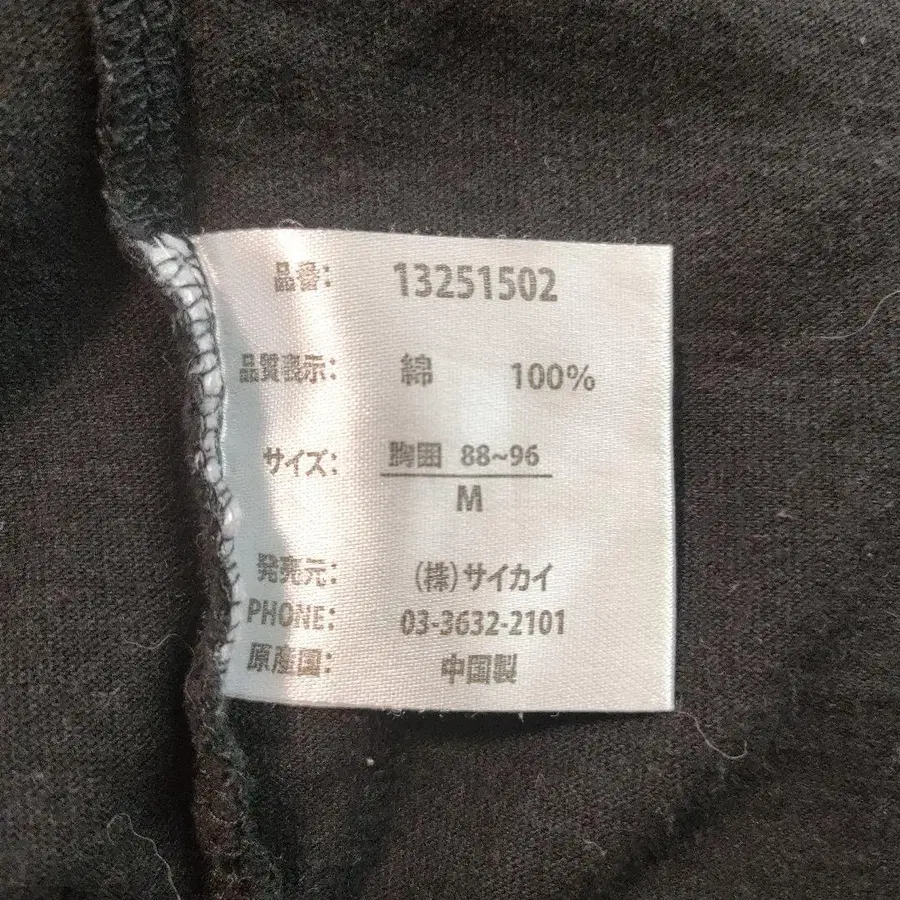 品番: 13251502
品質表示: 綿 100%
サイズ: 胸囲 88~96
M
発売元: (株)サイカイ
PHONE: 03-3632-2101
原産国: 中国製